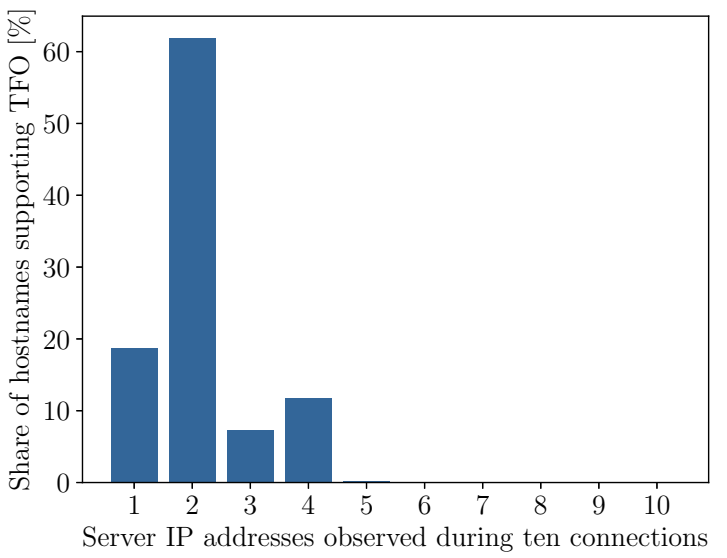 Share of hostnames supporting TFO [%]
60
50
40
30
20
10
0
1 2 3 4 5 6 7 8 9 10
Server IP addresses observed during ten connections